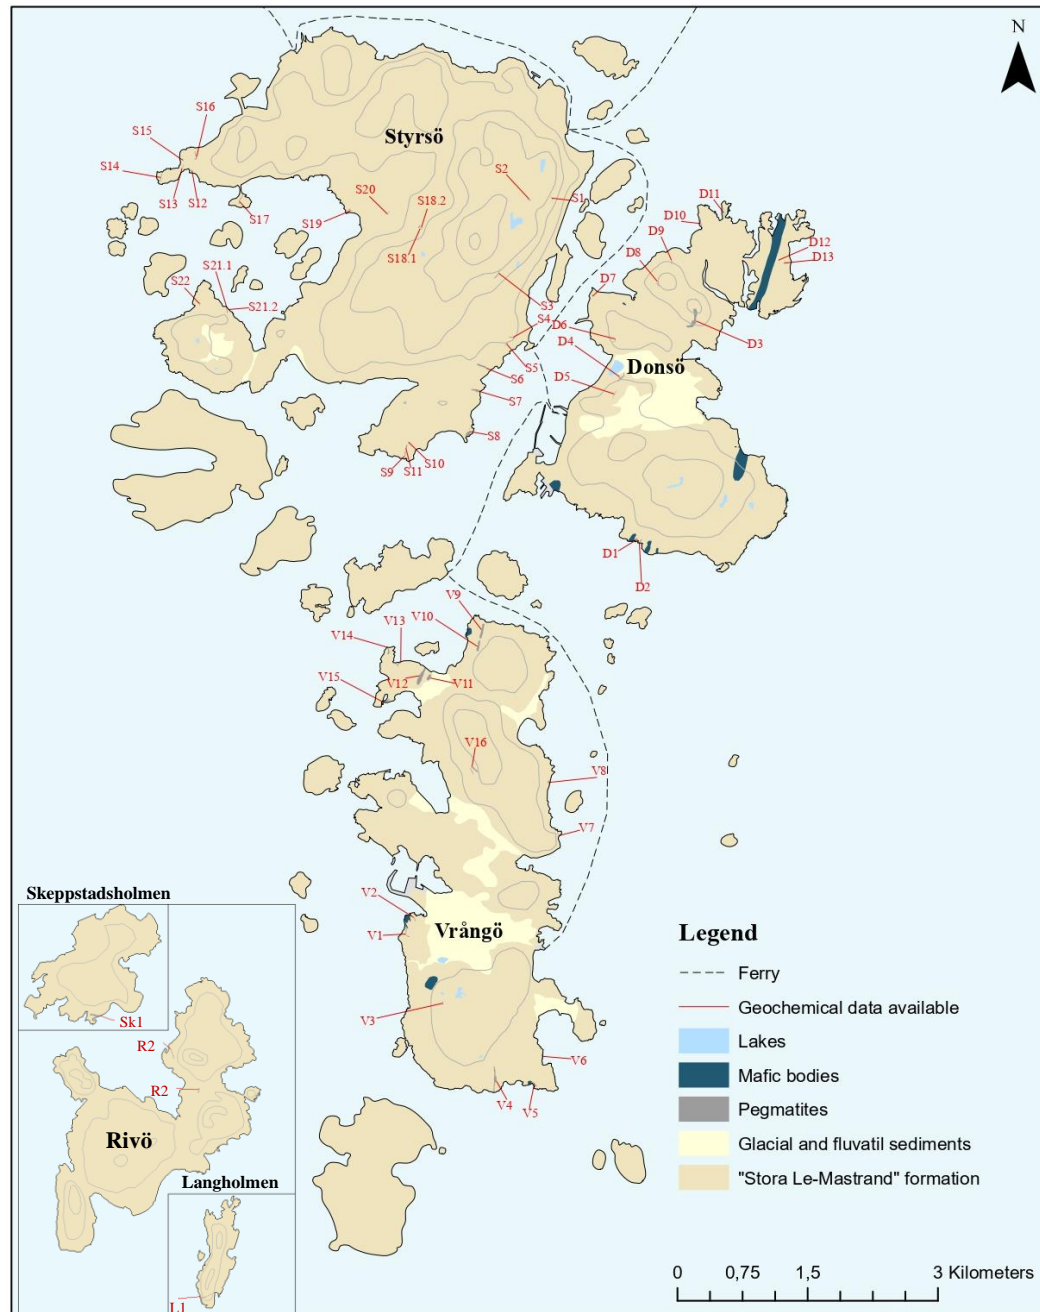 N
Styrsö
S16
S15
S14
S13
S12
S17
S19
S20
S18.2
S18.1
S2
S1
S3
S4
S5
S6
S7
S8
S9
S11
S10
S22
S21.1
S21.2
D11
D10
D9
D8
D7
D6
D4
D5
D12
D13
D3
Donsö
D1
D2
V9
V10
V13
V14
V15
V12
V11
V16
V8
V7
V2
V1
Vrångö
V3
V4
V5
V6
Skeppstadsholmen
Sk1
R2
R2
Rivö
Langholmen
L1
Legend
Ferry
Geochemical data available
Lakes
Mafic bodies
Pegmatites
Glacial and fluvatil sediments
"Stora Le-Mastrand" formation
0 0,75 1,5 3 Kilometers